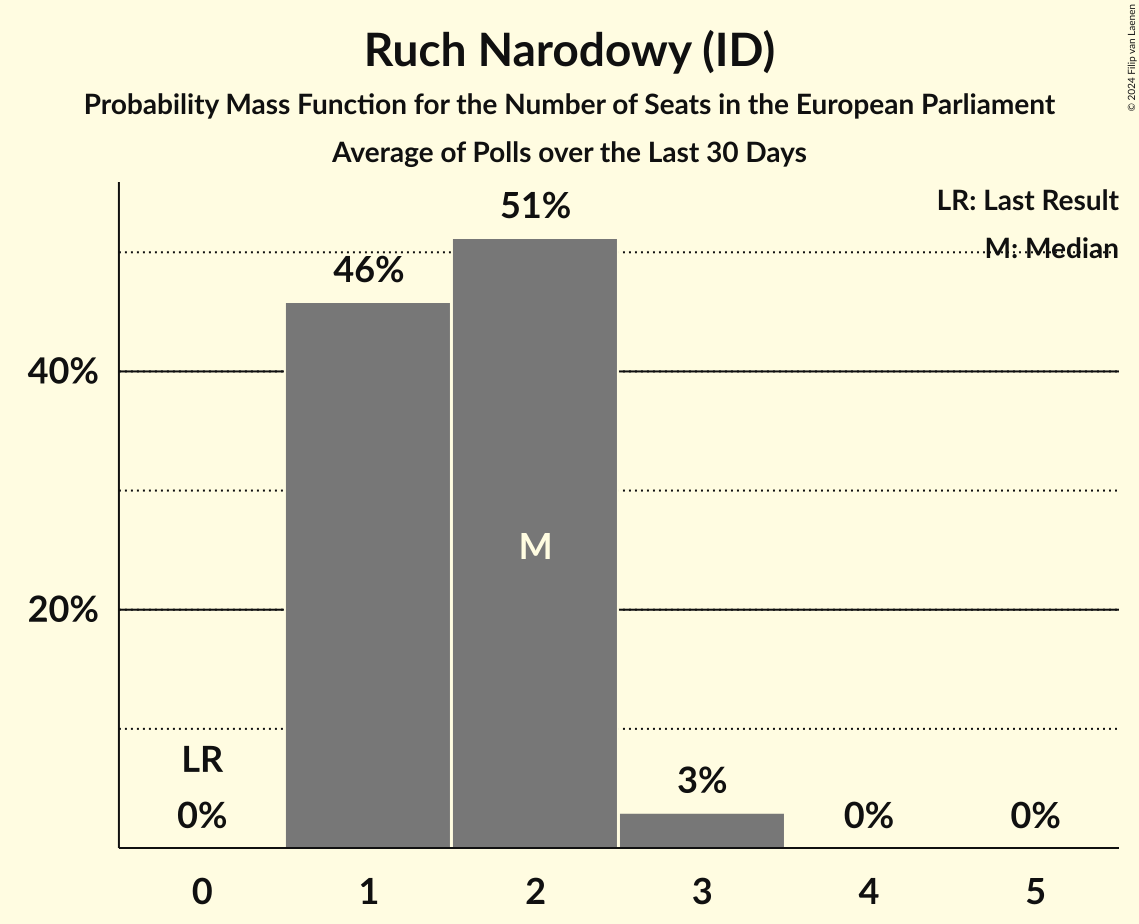 Ruch Narodowy (ID)
Probability Mass Function for the Number of Seats in the European Parliament
Average of Polls over the Last 30 Days
© 2024 Filip van Laenen
LR: Last Result
M: Median
51%
46%
40%
M
20%
LR
3%
0%
0%
0%
0 1 2 3 4 5